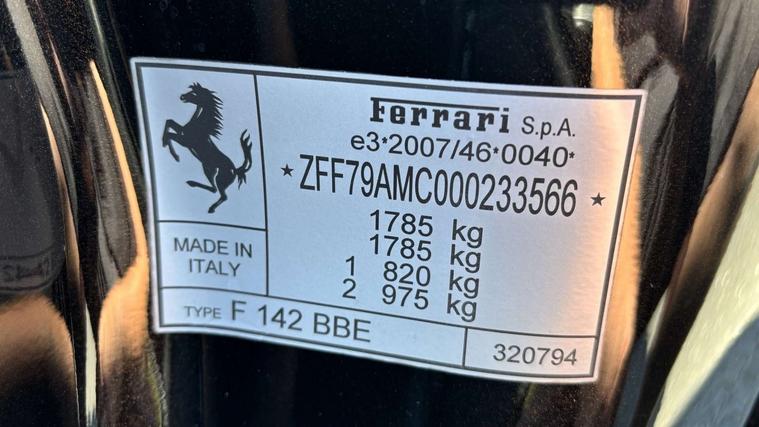 Ferrari S.p.A.
e3*2007/46*0040*
★ZFF79AMC000233566★
1785 kg
1785 kg
1 820 kg
2 975 kg
MADE IN
ITALY
TYPE F 142 BBE
320794